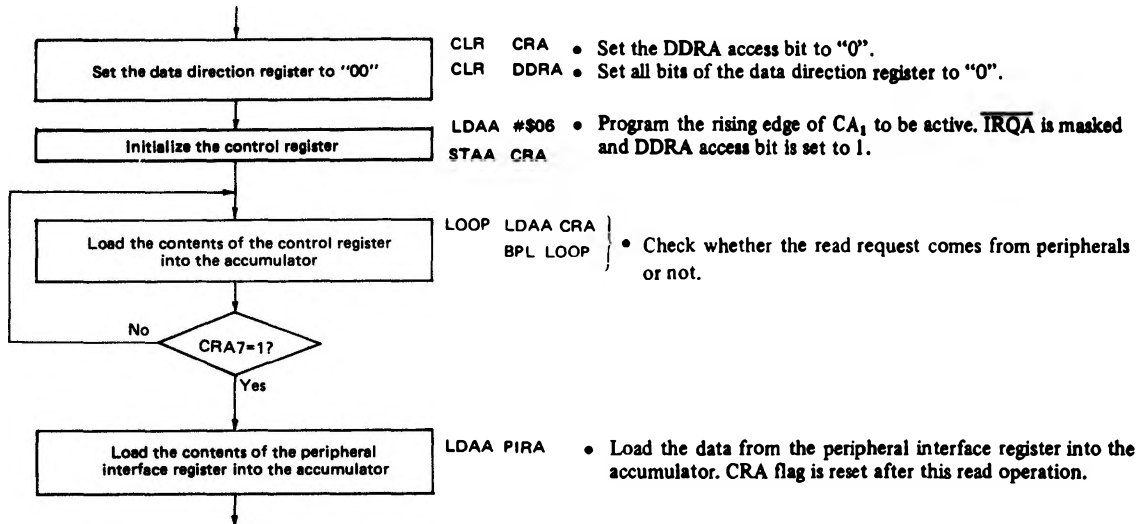 Set the data direction register to “00”
CLR CRA • Set the DDRA access bit to “0”.
CLR DDRA • Set all bits of the data direction register to “0”.
Initialize the control register
LDAA #$06 • Program the rising edge of CA₁ to be active. I̅R̅Q̅A̅ is masked
STAA CRA and DDRA access bit is set to 1.
Load the contents of the control register
into the accumulator
LOOP LDAA CRA
BPL LOOP • Check whether the read request comes from peripherals
or not.
No
CRA7=1?
Yes
Load the contents of the peripheral
interface register into the accumulator
LDAA PIRA • Load the data from the peripheral interface register into the
accumulator. CRA flag is reset after this read operation.